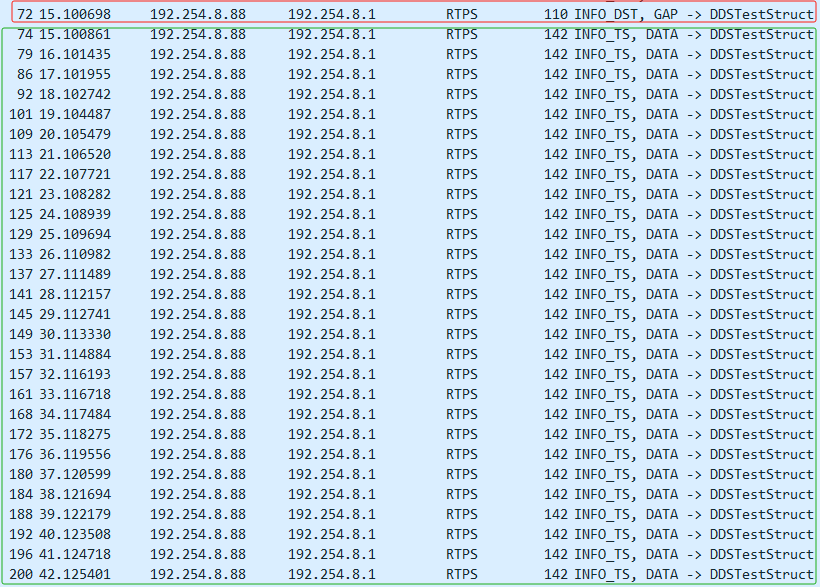 72 15.100698 192.254.8.88 192.254.8.1 RTPS 110 INFO_DST, GAP -> DDSTestStruct
74 15.100861 192.254.8.88 192.254.8.1 RTPS 142 INFO_TS, DATA -> DDSTestStruct
79 16.101435 192.254.8.88 192.254.8.1 RTPS 142 INFO_TS, DATA -> DDSTestStruct
86 17.101955 192.254.8.88 192.254.8.1 RTPS 142 INFO_TS, DATA -> DDSTestStruct
92 18.102742 192.254.8.88 192.254.8.1 RTPS 142 INFO_TS, DATA -> DDSTestStruct
101 19.104487 192.254.8.88 192.254.8.1 RTPS 142 INFO_TS, DATA -> DDSTestStruct
109 20.105479 192.254.8.88 192.254.8.1 RTPS 142 INFO_TS, DATA -> DDSTestStruct
113 21.106520 192.254.8.88 192.254.8.1 RTPS 142 INFO_TS, DATA -> DDSTestStruct
117 22.107721 192.254.8.88 192.254.8.1 RTPS 142 INFO_TS, DATA -> DDSTestStruct
121 23.108282 192.254.8.88 192.254.8.1 RTPS 142 INFO_TS, DATA -> DDSTestStruct
125 24.108939 192.254.8.88 192.254.8.1 RTPS 142 INFO_TS, DATA -> DDSTestStruct
129 25.109694 192.254.8.88 192.254.8.1 RTPS 142 INFO_TS, DATA -> DDSTestStruct
133 26.110982 192.254.8.88 192.254.8.1 RTPS 142 INFO_TS, DATA -> DDSTestStruct
137 27.111489 192.254.8.88 192.254.8.1 RTPS 142 INFO_TS, DATA -> DDSTestStruct
141 28.112157 192.254.8.88 192.254.8.1 RTPS 142 INFO_TS, DATA -> DDSTestStruct
145 29.112741 192.254.8.88 192.254.8.1 RTPS 142 INFO_TS, DATA -> DDSTestStruct
149 30.113330 192.254.8.88 192.254.8.1 RTPS 142 INFO_TS, DATA -> DDSTestStruct
153 31.114884 192.254.8.88 192.254.8.1 RTPS 142 INFO_TS, DATA -> DDSTestStruct
157 32.116193 192.254.8.88 192.254.8.1 RTPS 142 INFO_TS, DATA -> DDSTestStruct
161 33.116718 192.254.8.88 192.254.8.1 RTPS 142 INFO_TS, DATA -> DDSTestStruct
168 34.117484 192.254.8.88 192.254.8.1 RTPS 142 INFO_TS, DATA -> DDSTestStruct
172 35.118275 192.254.8.88 192.254.8.1 RTPS 142 INFO_TS, DATA -> DDSTestStruct
176 36.119556 192.254.8.88 192.254.8.1 RTPS 142 INFO_TS, DATA -> DDSTestStruct
180 37.120599 192.254.8.88 192.254.8.1 RTPS 142 INFO_TS, DATA -> DDSTestStruct
184 38.121694 192.254.8.88 192.254.8.1 RTPS 142 INFO_TS, DATA -> DDSTestStruct
188 39.122179 192.254.8.88 192.254.8.1 RTPS 142 INFO_TS, DATA -> DDSTestStruct
192 40.123508 192.254.8.88 192.254.8.1 RTPS 142 INFO_TS, DATA -> DDSTestStruct
196 41.124718 192.254.8.88 192.254.8.1 RTPS 142 INFO_TS, DATA -> DDSTestStruct
200 42.125401 192.254.8.88 192.254.8.1 RTPS 142 INFO_TS, DATA -> DDSTestStruct